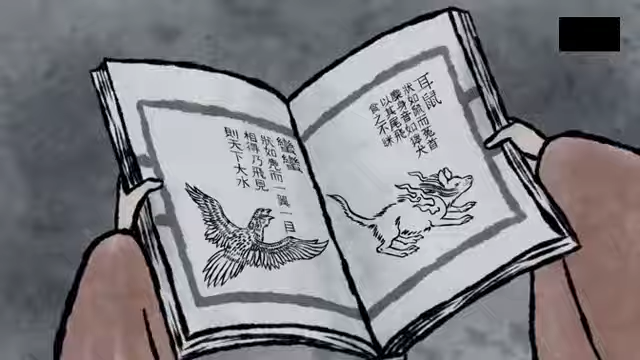 耳鼠
狀如鼠而菟首
麋身音如獆犬
以其尾飛
食之不眯
蠻蠻
狀如鳧而一翼一目
相得乃飛見
則天下大水